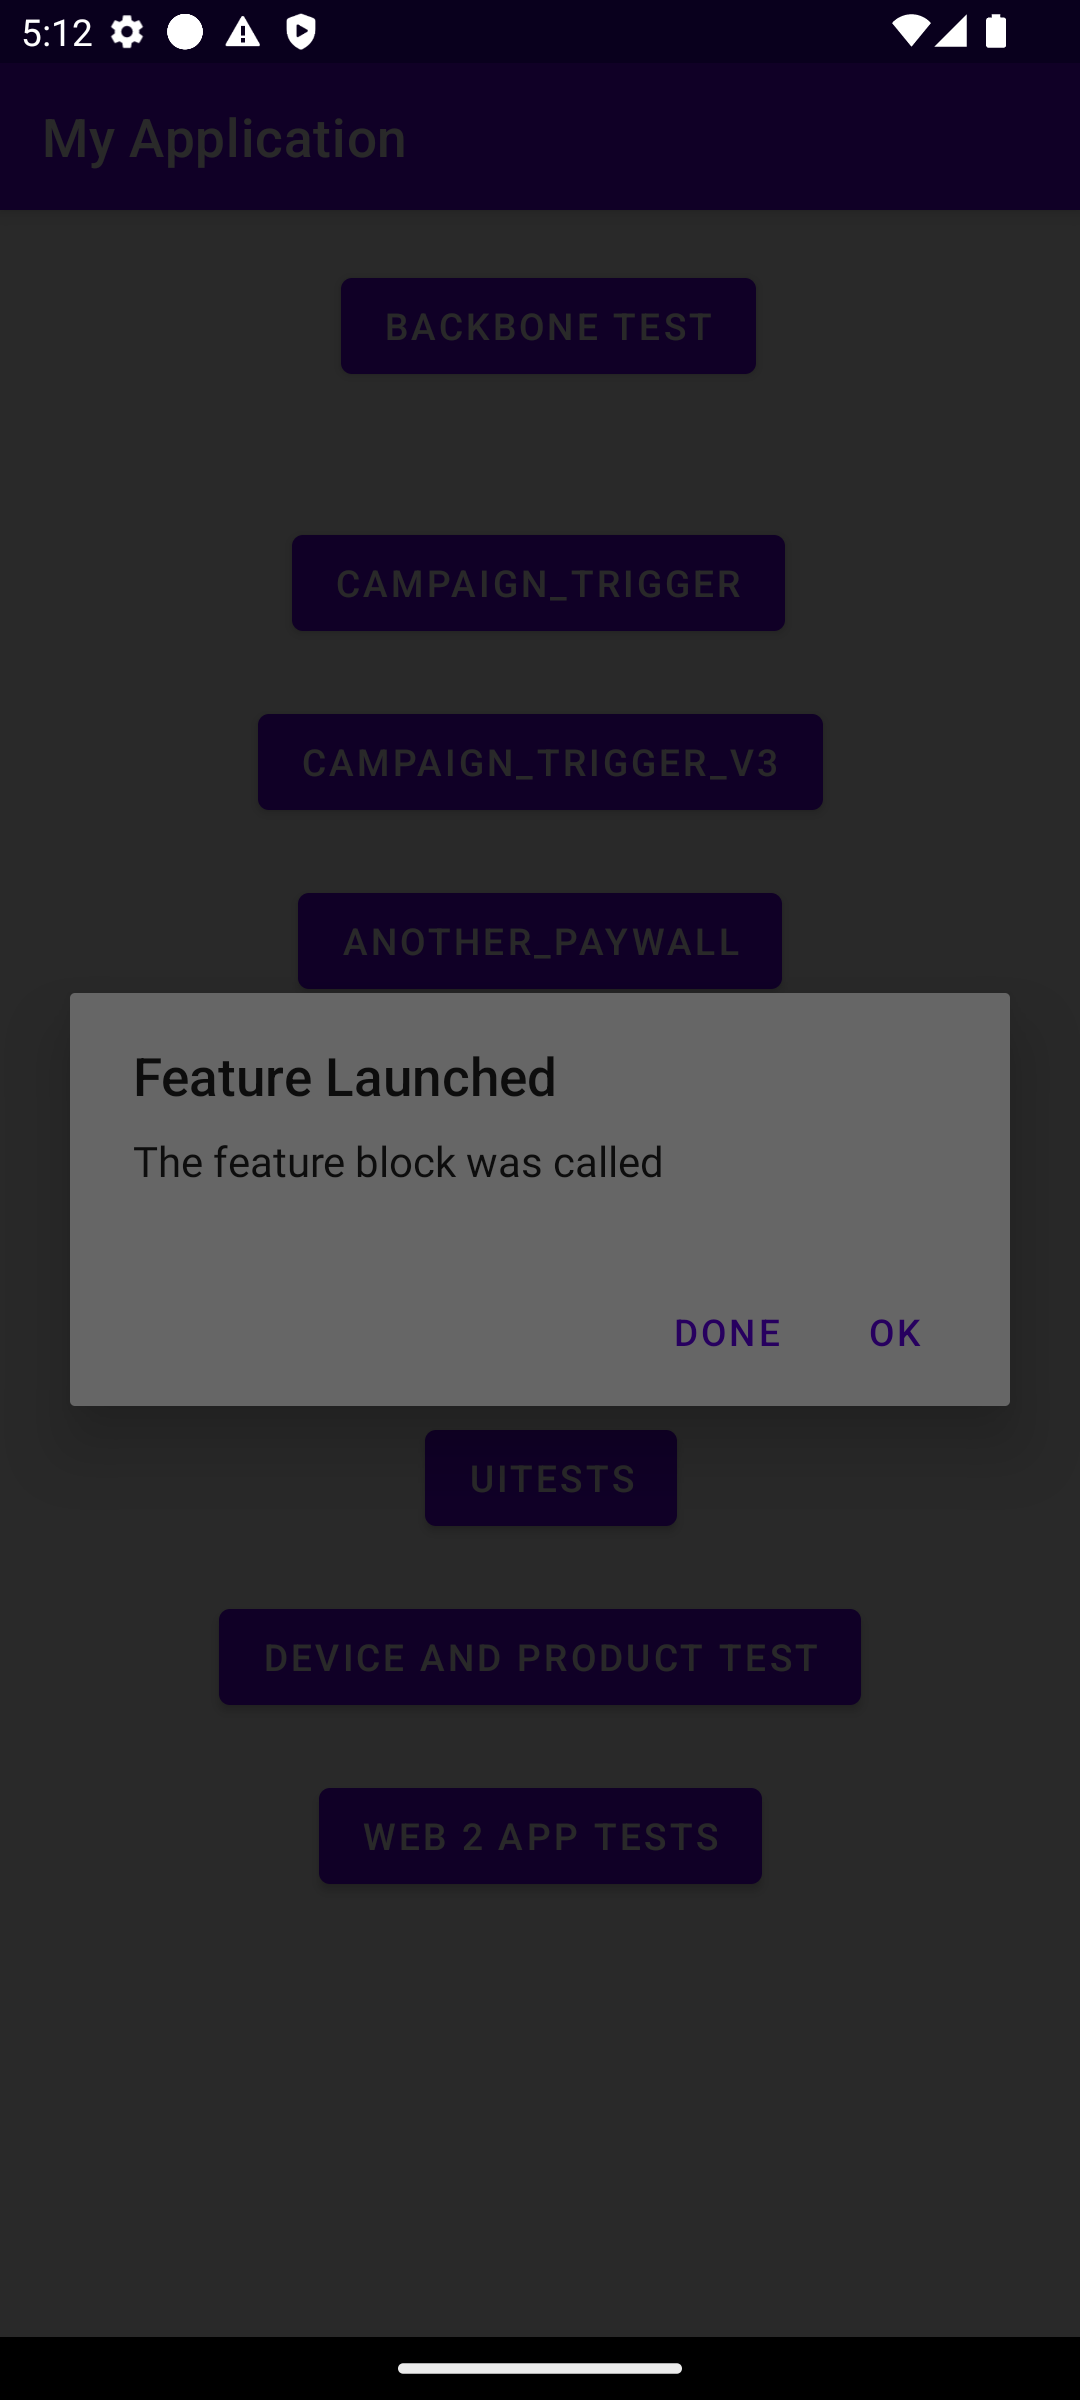 5:12
My Application
BACKBONE TEST
CAMPAIGN_TRIGGER
CAMPAIGN_TRIGGER_V3
ANOTHER_PAYWALL
Feature Launched
The feature block was called
DONE OK
UITESTS
DEVICE AND PRODUCT TEST
WEB 2 APP TESTS